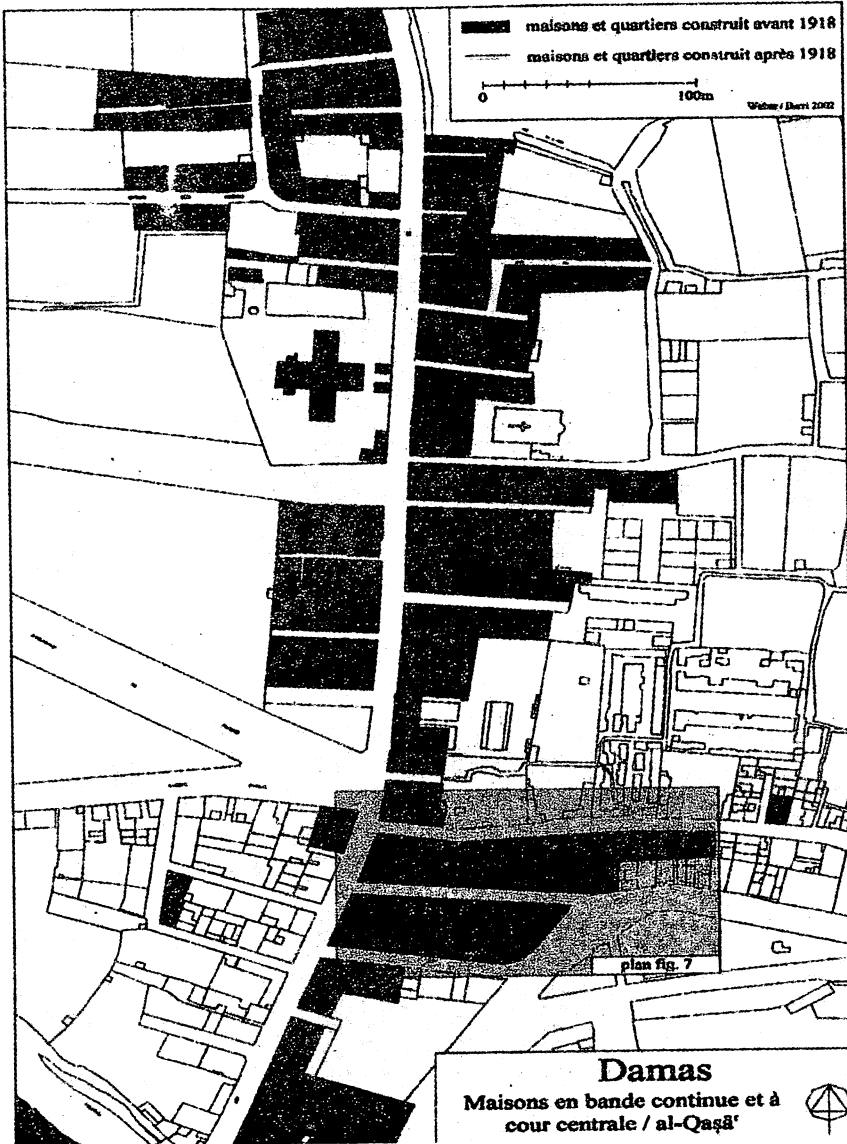 maisons et quartiers construit avant 1918
maisons et quartiers construit après 1918
0 100m
Weber / Barri 2002
plan fig. 7
Damas
Maisons en bande continue et à
cour centrale / al-Qaṣāʿ